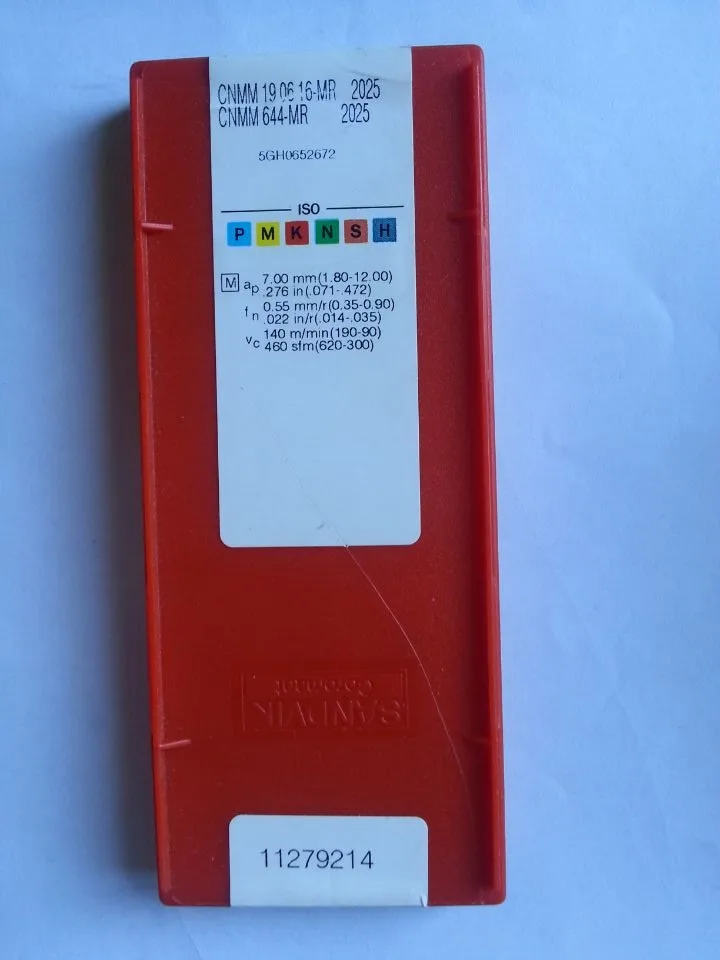 CNMM 19 06 16-MR 2025
CNMM 644-MR 2025
5GH0652672
ISO
P M K N S H
M ap 7.00 mm(1.80-12.00)
.276 in(.071-.472)
fn 0.55 mm/r(0.35-0.90)
.022 in/r(.014-.035)
vc 140 m/min(190-90)
460 sfm(620-300)
SANDVIK
Coromant
11279214